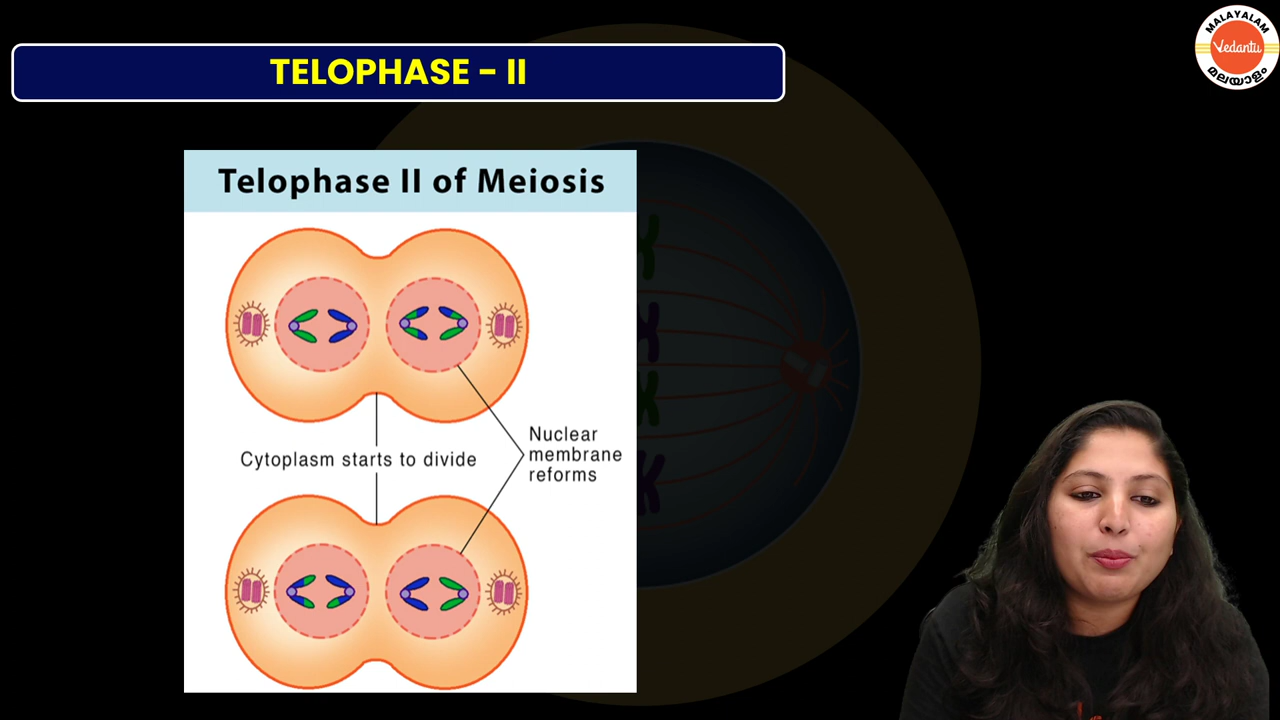 MALAYALAM
Vedantu
മലയാളം
TELOPHASE - II
Telophase II of Meiosis
Cytoplasm starts to divide
Nuclear
membrane
reforms